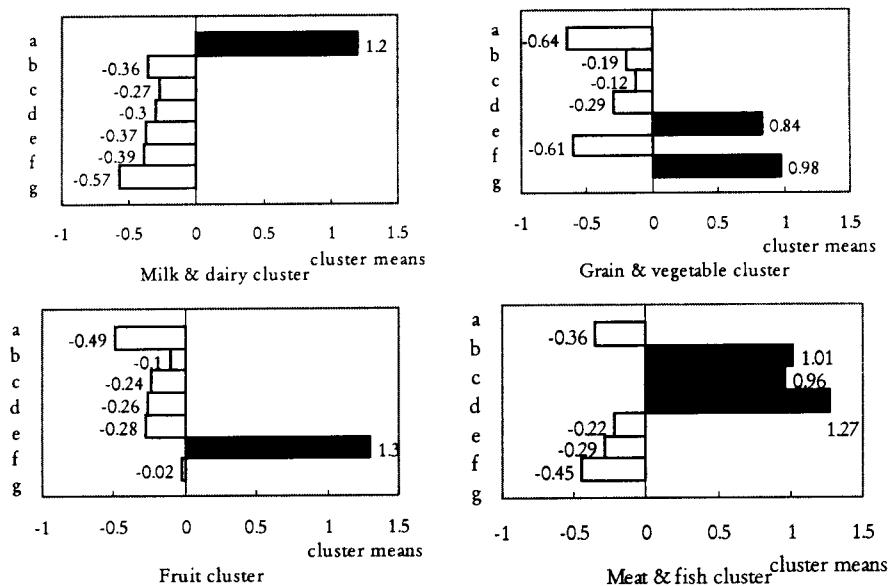 a
1.2
b
-0.36
c
-0.27
d
-0.3
e
-0.37
f
-0.39
g
-0.57
-1 -0.5 0 0.5 1 1.5
cluster means
Milk & dairy cluster
a
-0.64
b
-0.19
c
-0.12
d
-0.29
e
0.84
f
-0.61
g
0.98
-1 -0.5 0 0.5 1 1.5
cluster means
Grain & vegetable cluster
a
-0.49
b
-0.1
c
-0.24
d
-0.26
e
-0.28
f
1.3
g
-0.02
-1 -0.5 0 0.5 1 1.5
cluster means
Fruit cluster
a
-0.36
b
1.01
c
0.96
d
1.27
e
-0.22
f
-0.29
g
-0.45
-1 -0.5 0 0.5 1 1.5
cluster means
Meat & fish cluster